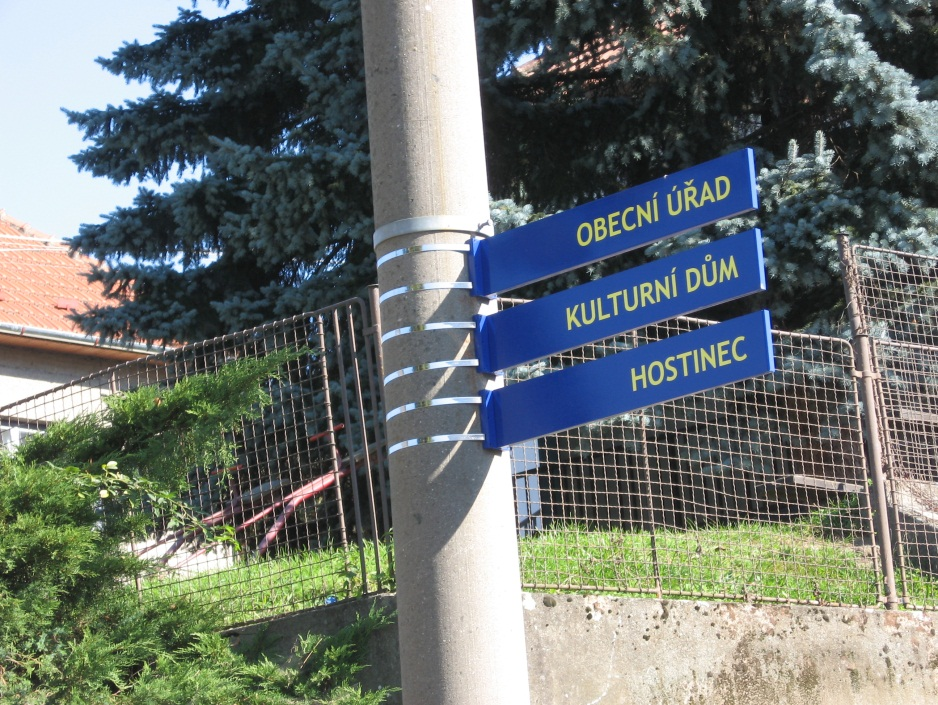 OBECNÍ ÚŘAD
KULTURNÍ DŮM
HOSTINEC